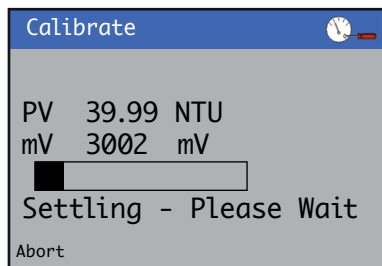 Calibrate
PV 39.99 NTU
mV 3002 mV
Settling - Please Wait
Abort